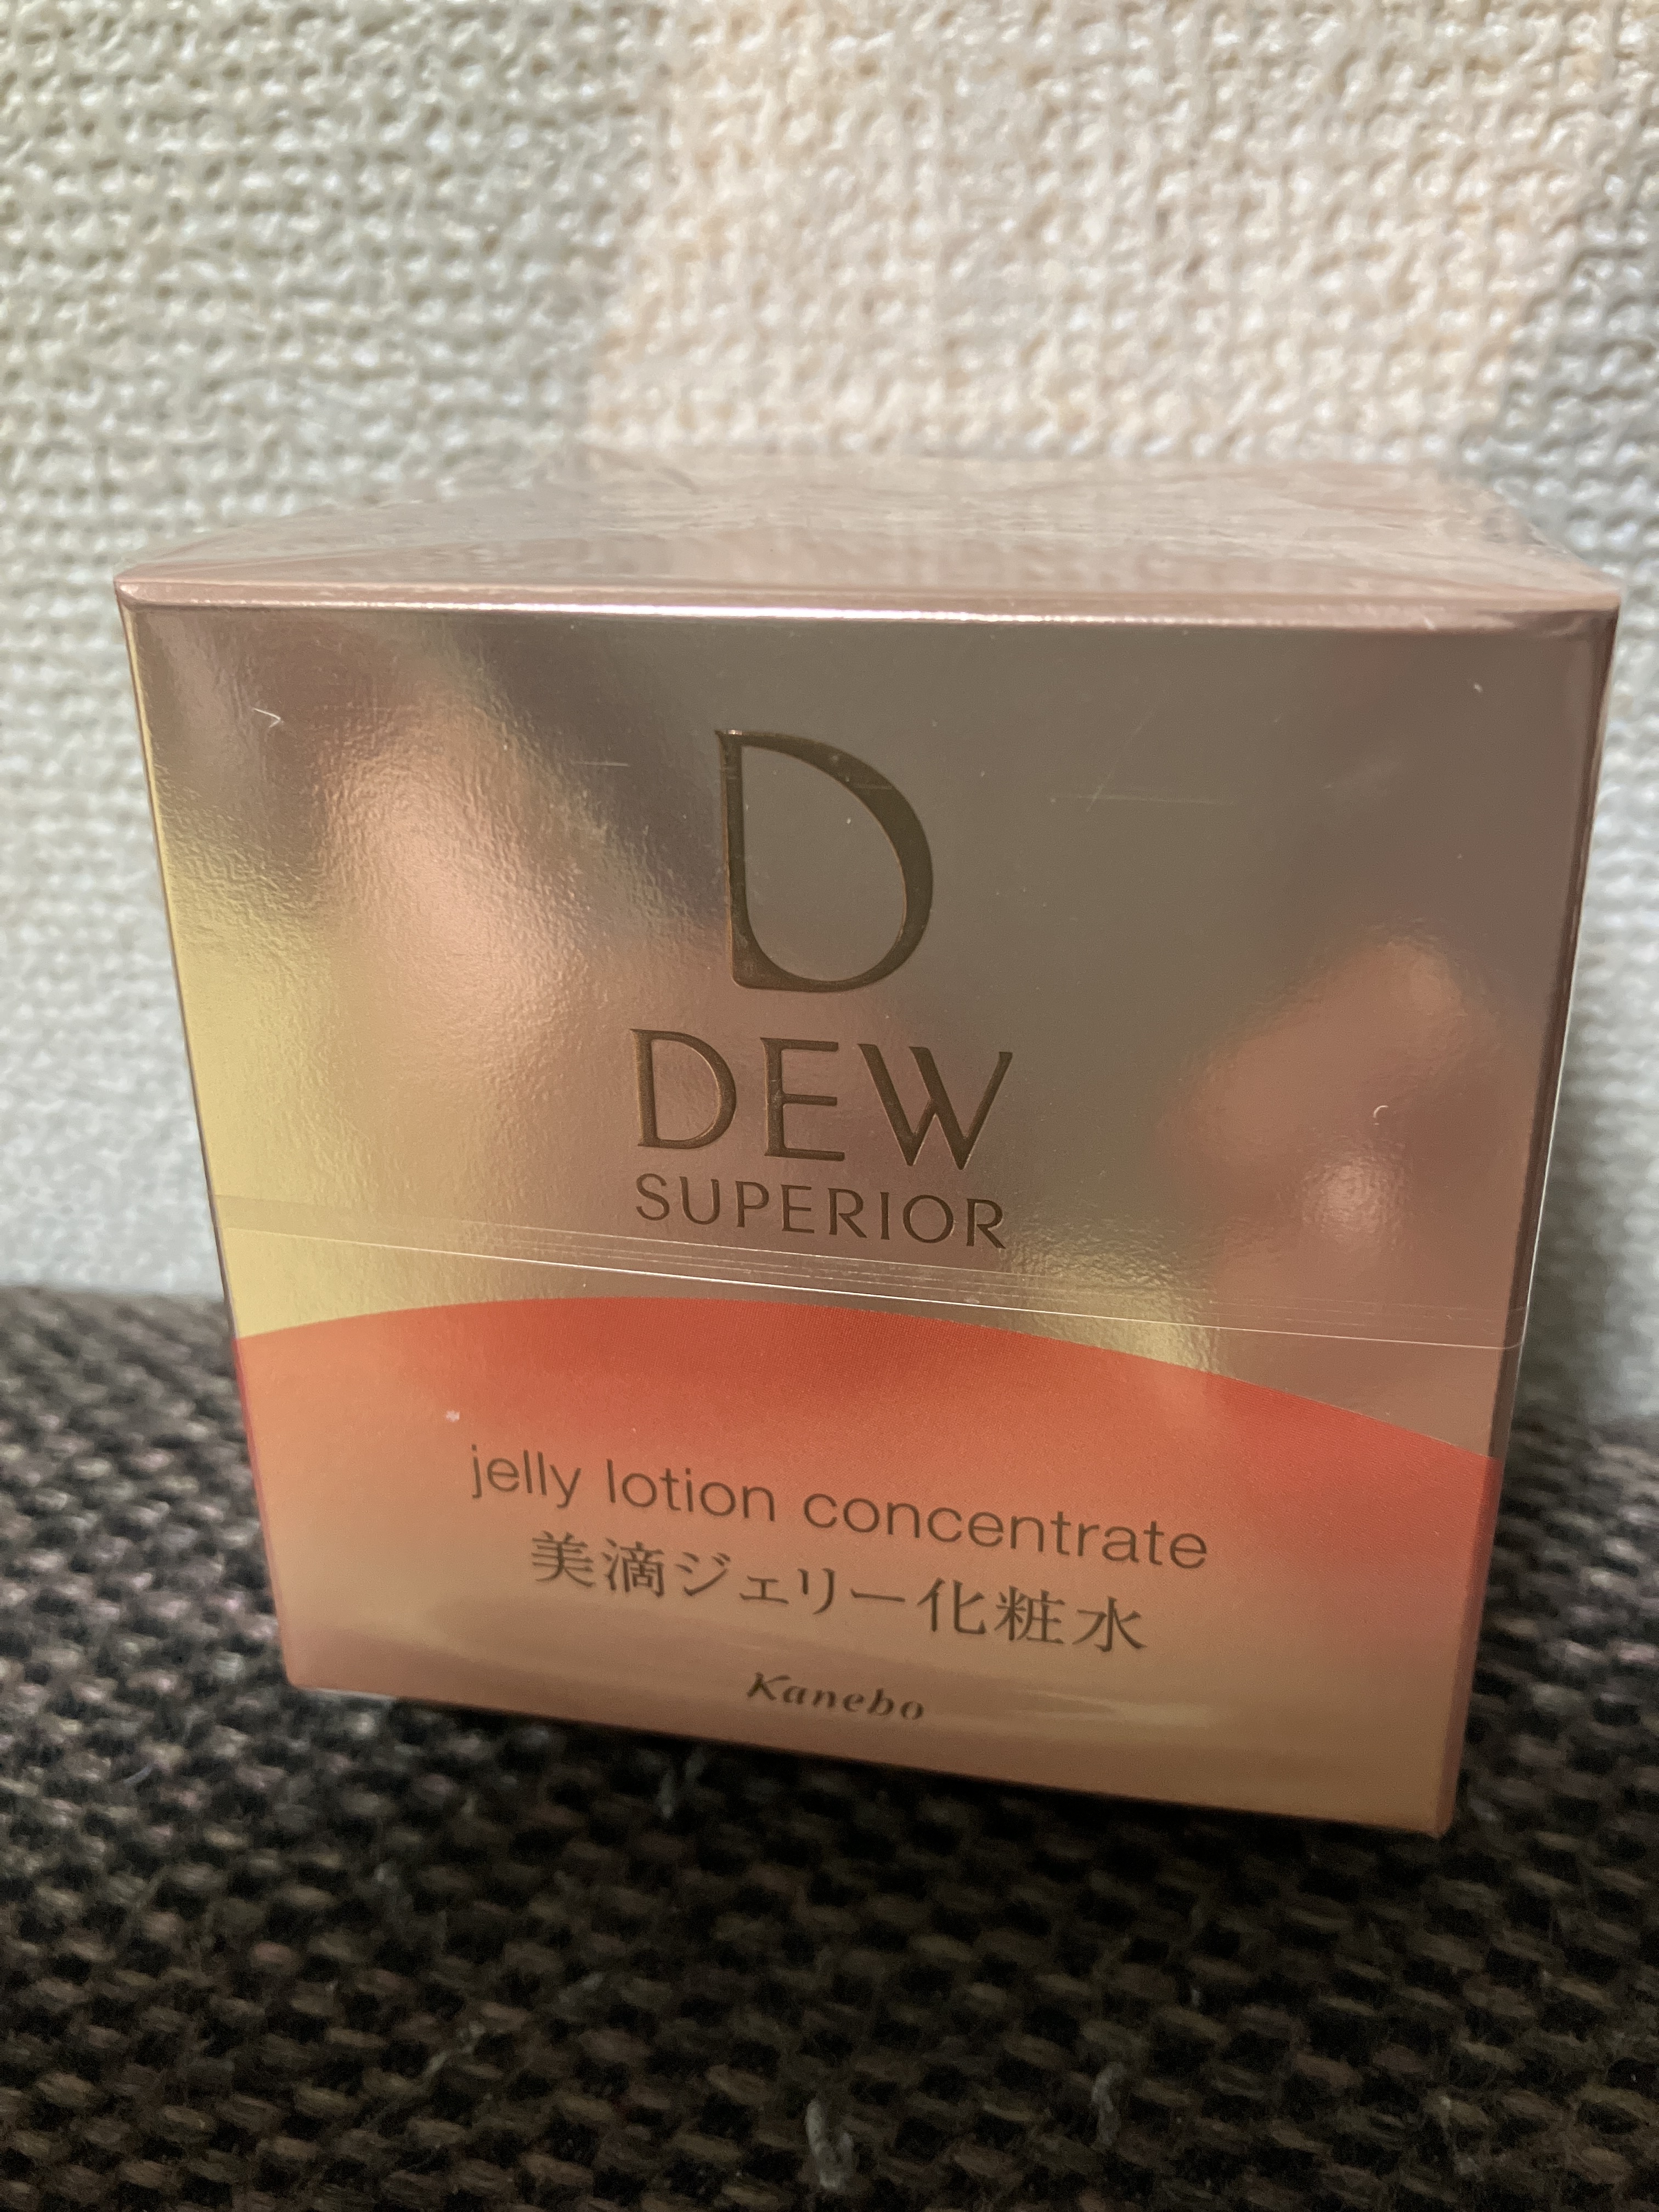 D
DEW
SUPERIOR
jelly lotion concentrate
美滴ジェリー化粧水
Kanebo